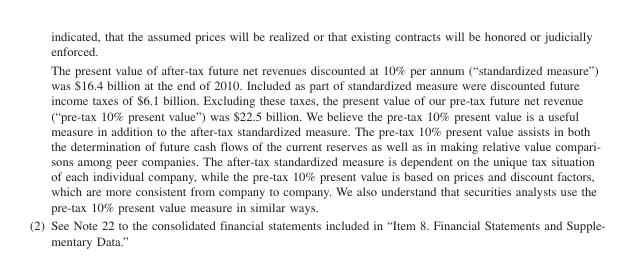 indicated, that the assumed prices will be realized or that existing contracts will be honored or judicially
enforced.
The present value of after-tax future net revenues discounted at 10% per annum (“standardized measure”)
was $16.4 billion at the end of 2010. Included as part of standardized measure were discounted future
income taxes of $6.1 billion. Excluding these taxes, the present value of our pre-tax future net revenue
(“pre-tax 10% present value”) was $22.5 billion. We believe the pre-tax 10% present value is a useful
measure in addition to the after-tax standardized measure. The pre-tax 10% present value assists in both
the determination of future cash flows of the current reserves as well as in making relative value compari-
sons among peer companies. The after-tax standardized measure is dependent on the unique tax situation
of each individual company, while the pre-tax 10% present value is based on prices and discount factors,
which are more consistent from company to company. We also understand that securities analysts use the
pre-tax 10% present value measure in similar ways.
(2) See Note 22 to the consolidated financial statements included in “Item 8. Financial Statements and Supple-
mentary Data.”